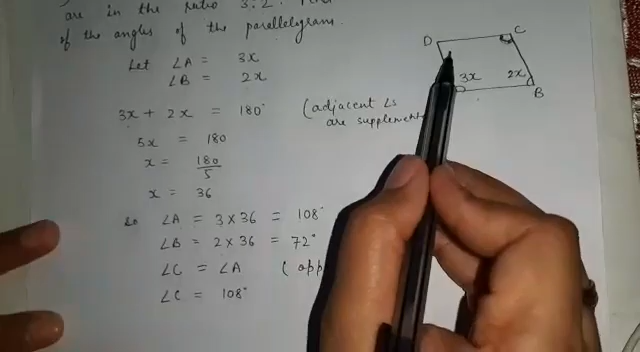 are in the ratio 3:2.
of the angles of the parallelogram.
Let ∠A = 3x
∠B = 2x
3x + 2x = 180° (adjacent ∠s
are
5x = 180
x = 180/5
x = 36
So ∠A = 3 × 36 = 108°
∠B = 2 × 36 = 72°
∠C = ∠A (
∠C = 108°
D C
3x 2x
B